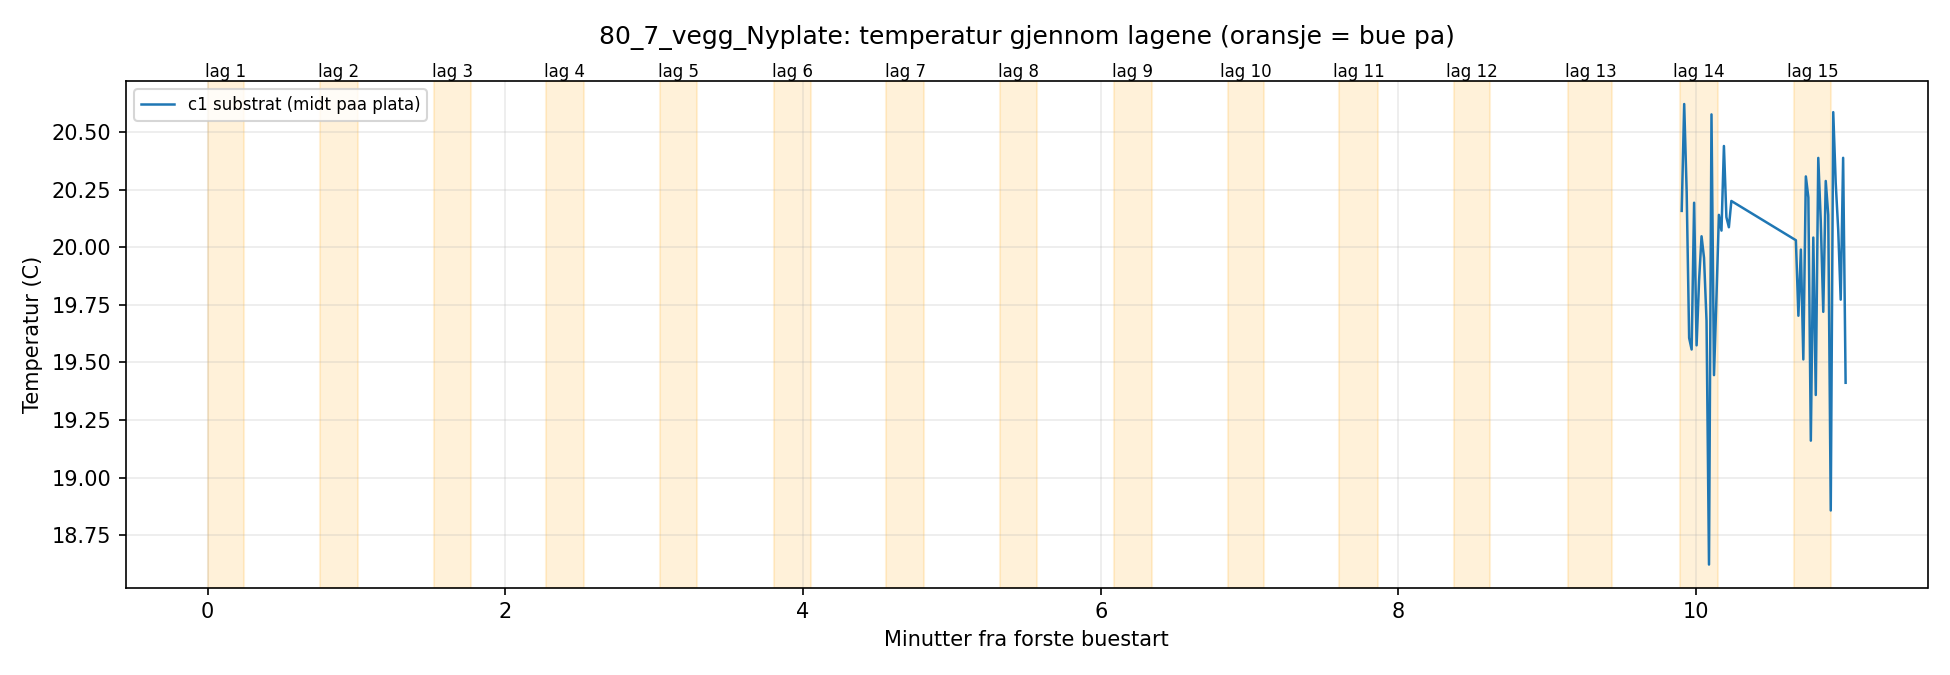 80_7_vegg_Nyplate: temperatur gjennom lagene (oransje = bue pa)
lag 1 lag 2 lag 3 lag 4 lag 5 lag 6 lag 7 lag 8 lag 9 lag 10 lag 11 lag 12 lag 13 lag 14 lag 15
c1 substrat (midt paa plata)
20.50
20.25
20.00
19.75
19.50
19.25
19.00
18.75
Temperatur (C)
0 2 4 6 8 10
Minutter fra forste buestart